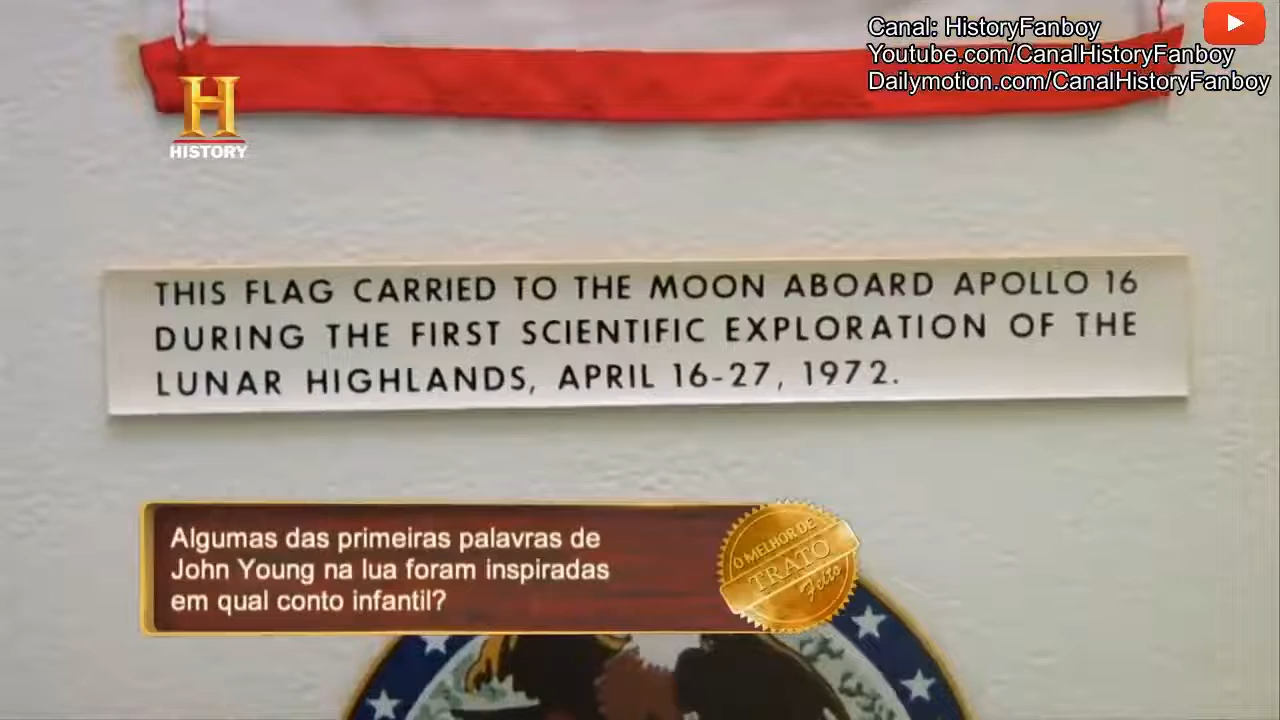 Canal: HistoryFanboy
Youtube.com/CanalHistoryFanboy
Dailymotion.com/CanalHistoryFanboy
H
HISTORY
THIS FLAG CARRIED TO THE MOON ABOARD APOLLO 16
DURING THE FIRST SCIENTIFIC EXPLORATION OF THE
LUNAR HIGHLANDS, APRIL 16-27, 1972.
Algumas das primeiras palavras de
John Young na lua foram inspiradas
em qual conto infantil?
O MELHOR DE
TRATO
Feito